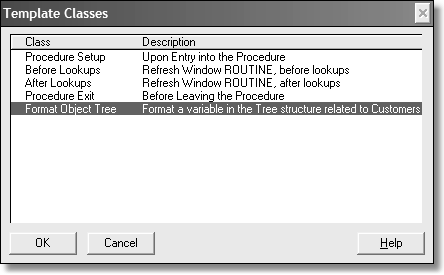 Template Classes
Class Description
Procedure Setup Upon Entry into the Procedure
Before Lookups Refresh Window ROUTINE, before lookups
After Lookups Refresh Window ROUTINE, after lookups
Procedure Exit Before Leaving the Procedure
Format Object Tree Format a variable in the Tree structure related to Customers
OK Cancel Help